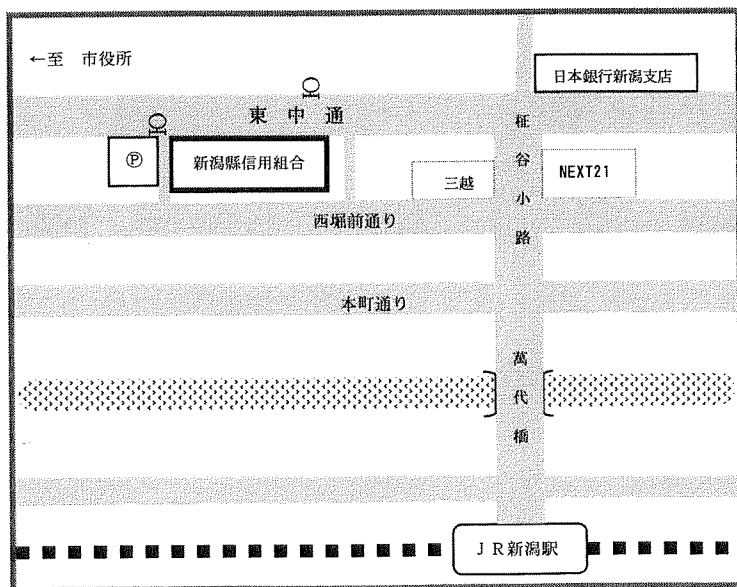 ←至 市役所
日本銀行新潟支店
東中通
Ⓟ
新潟縣信用組合
三越
NEXT21
柾谷小路
西堀前通り
本町通り
萬代橋
JR新潟駅